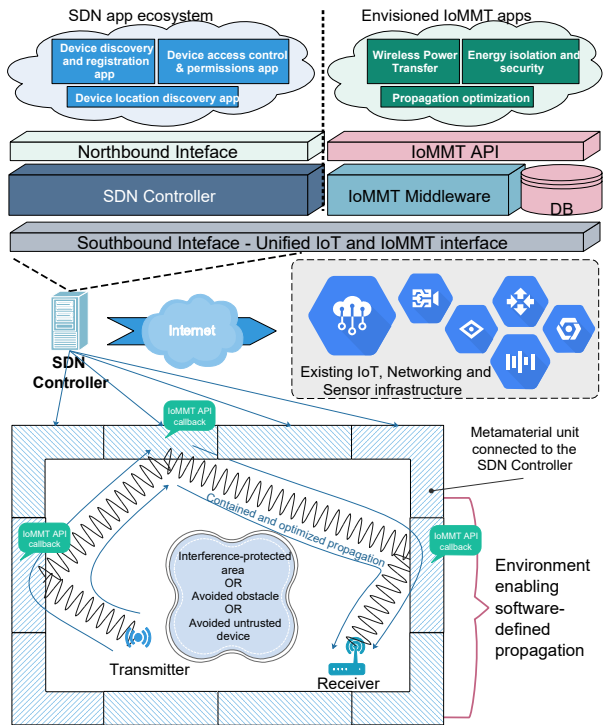 SDN app ecosystem
Envisioned IoMMT apps
Device discovery
and registration
app
Device access control
& permissions app
Device location discovery app
Wireless Power
Transfer
Energy isolation and
security
Propagation optimization
Northbound Inteface
IoMMT API
SDN Controller
IoMMT Middleware
DB
Southbound Inteface - Unified IoT and IoMMT interface
Internet
SDN
Controller
Existing IoT, Networking and
Sensor infrastructure
IoMMT API
callback
Metamaterial unit
connected to the
SDN Controller
Contained and optimized propagation
IoMMT API
callback
IoMMT API
callback
Interference-protected
area
OR
Avoided obstacle
OR
Avoided untrusted
device
Environment
enabling
software-
defined
propagation
Transmitter
Receiver